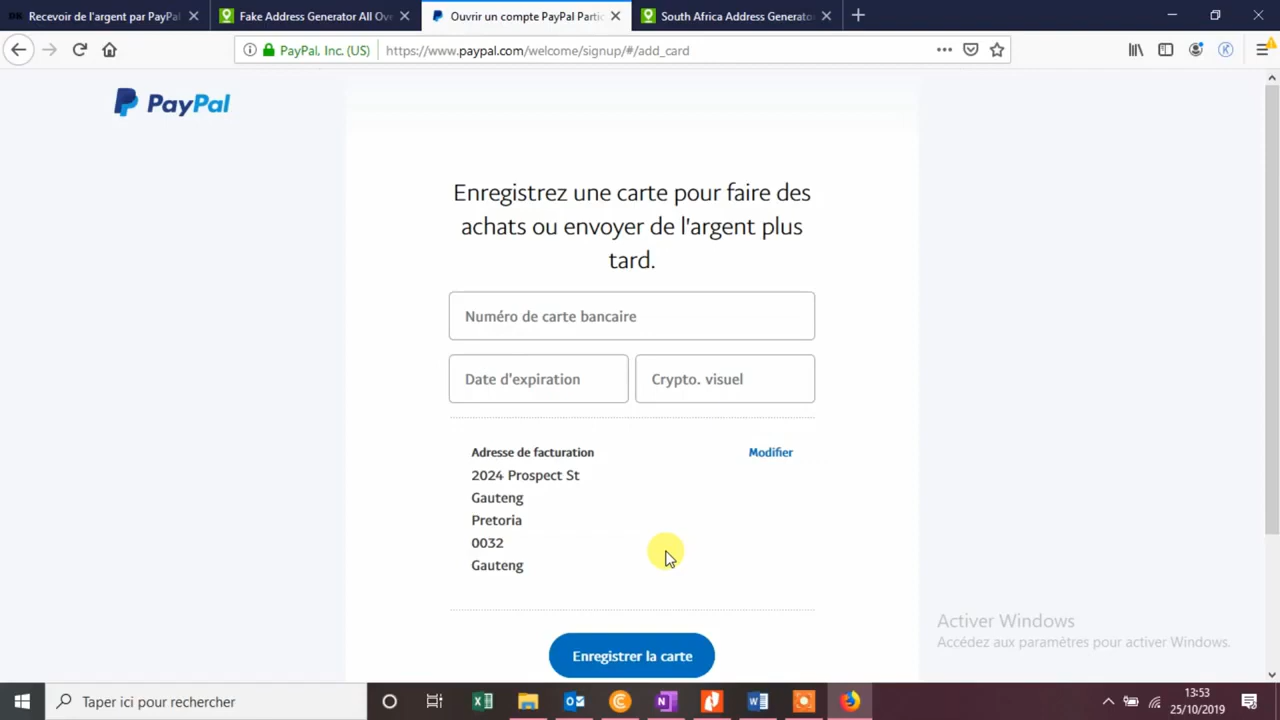 DK Recevoir de l'argent par PayPal
Fake Address Generator All Ov
Ouvrir un compte PayPal Partic
South Africa Address Generato
PayPal, Inc. (US)
https://www.paypal.com/welcome/signup/#/add_card
PayPal
Enregistrez une carte pour faire des
achats ou envoyer de l'argent plus
tard.
Numéro de carte bancaire
Date d'expiration
Crypto. visuel
Adresse de facturation
Modifier
2024 Prospect St
Gauteng
Pretoria
0032
Gauteng
Enregistrer la carte
Activer Windows
Accédez aux paramètres pour activer Windows.
Taper ici pour rechercher
13:53
25/10/2019